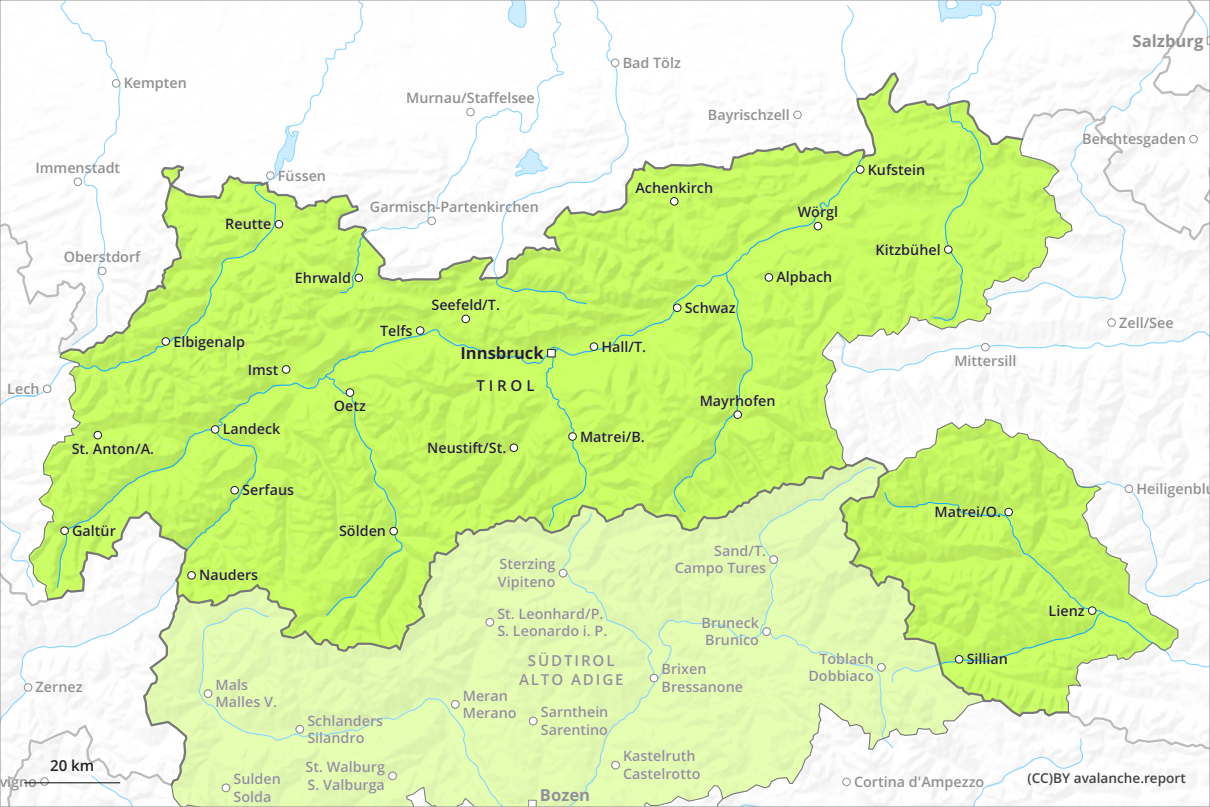 Salzburg
Bad Tölz
Kempten
Murnau/Staffelsee
Bayrischzell
Berchtesgaden
Immenstadt
Füssen
Kufstein
Achenkirch
Garmisch-Partenkirchen
Wörgl
Reutte
Kitzbühel
Oberstdorf
Ehrwald
Alpbach
Seefeld/T.
Schwaz
Zell/See
Telfs
Elbigenalp
Innsbruck
Hall/T.
Mittersill
Imst
TIROL
Lech
Oetz
Mayrhofen
Landeck
Matrei/B.
St. Anton/A.
Neustift/St.
Serfaus
Heiligenblu
Matrei/O.
Galtür
Sölden
Sand/T.
Campo Tures
Sterzing
Vipiteno
Nauders
Lienz
St. Leonhard/P.
S. Leonardo i. P.
Bruneck
Brunico
SÜDTIROL
ALTO ADIGE
Toblach
Dobbiaco
Sillian
Brixen
Bressanone
Zernez
Mals
Malles V.
Meran
Merano
Sarnthein
Sarentino
Schlanders
Silandro
Kastelruth
Castelrotto
St. Walburg
S. Valburga
20 km
vigno
Sulden
Solda
Cortina d'Ampezzo
(CC)BY avalanche.report
Bozen